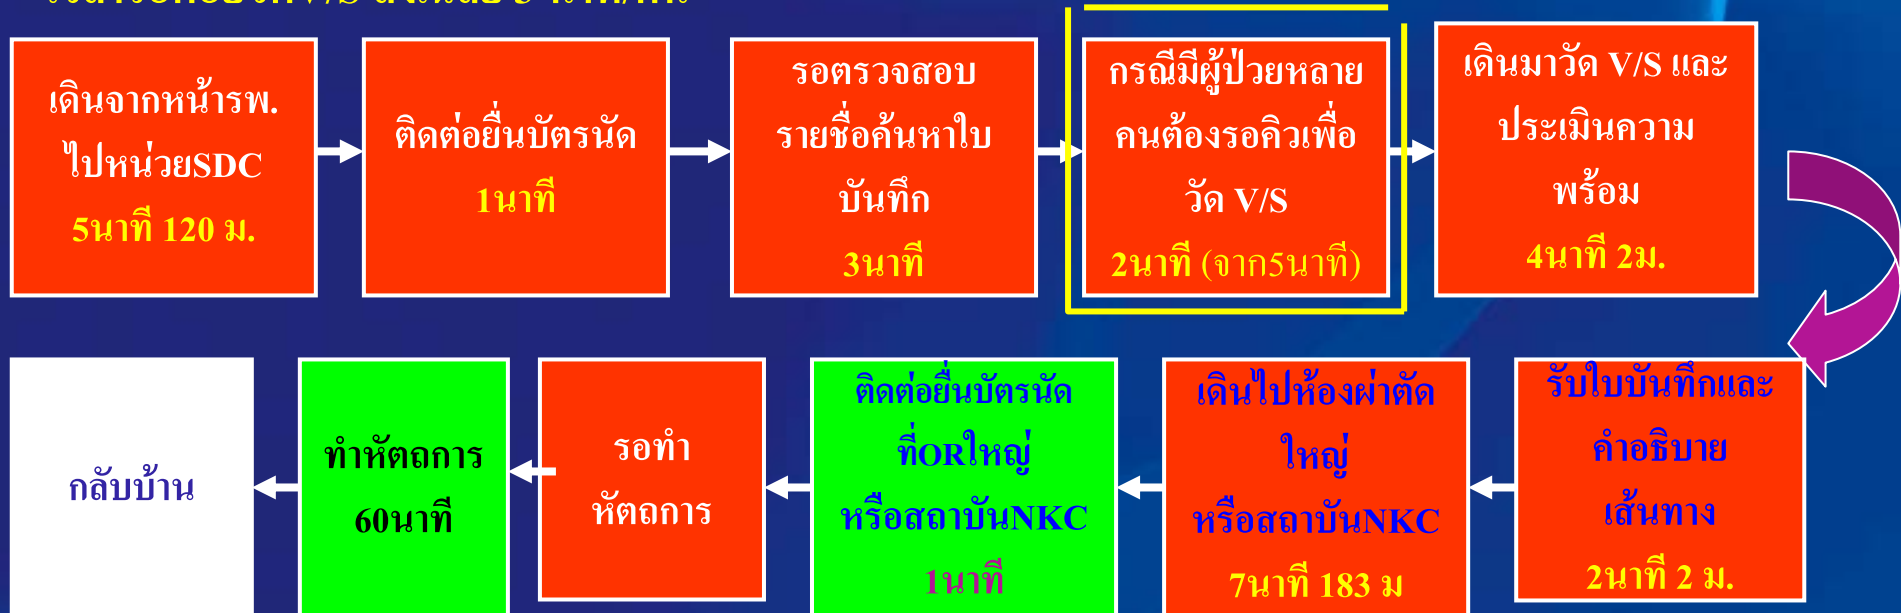 เดินจากหน้ารพ.
ไปหน่วยSDC
5นาที 120 ม.
ติดต่อยื่นบัตรนัด
1นาที
รอตรวจสอบ
รายชื่อค้นหาใบ
บันทึก
3นาที
กรณีมีผู้ป่วยหลาย
คนต้องรอคิวเพื่อ
วัด V/S
2นาที (จาก5นาที)
เดินมาวัด V/S และ
ประเมินความ
พร้อม
4นาที 2ม.
รับใบบันทึกและ
คำอธิบาย
เส้นทาง
2นาที 2 ม.
เดินไปห้องผ่าตัด
ใหญ่
หรือสถาบันNKC
7นาที 183 ม
ติดต่อยื่นบัตรนัด
ที่ORใหญ่
หรือสถาบันNKC
1นาที
รอทำ
หัตถการ
ทำหัตถการ
60นาที
กลับบ้าน